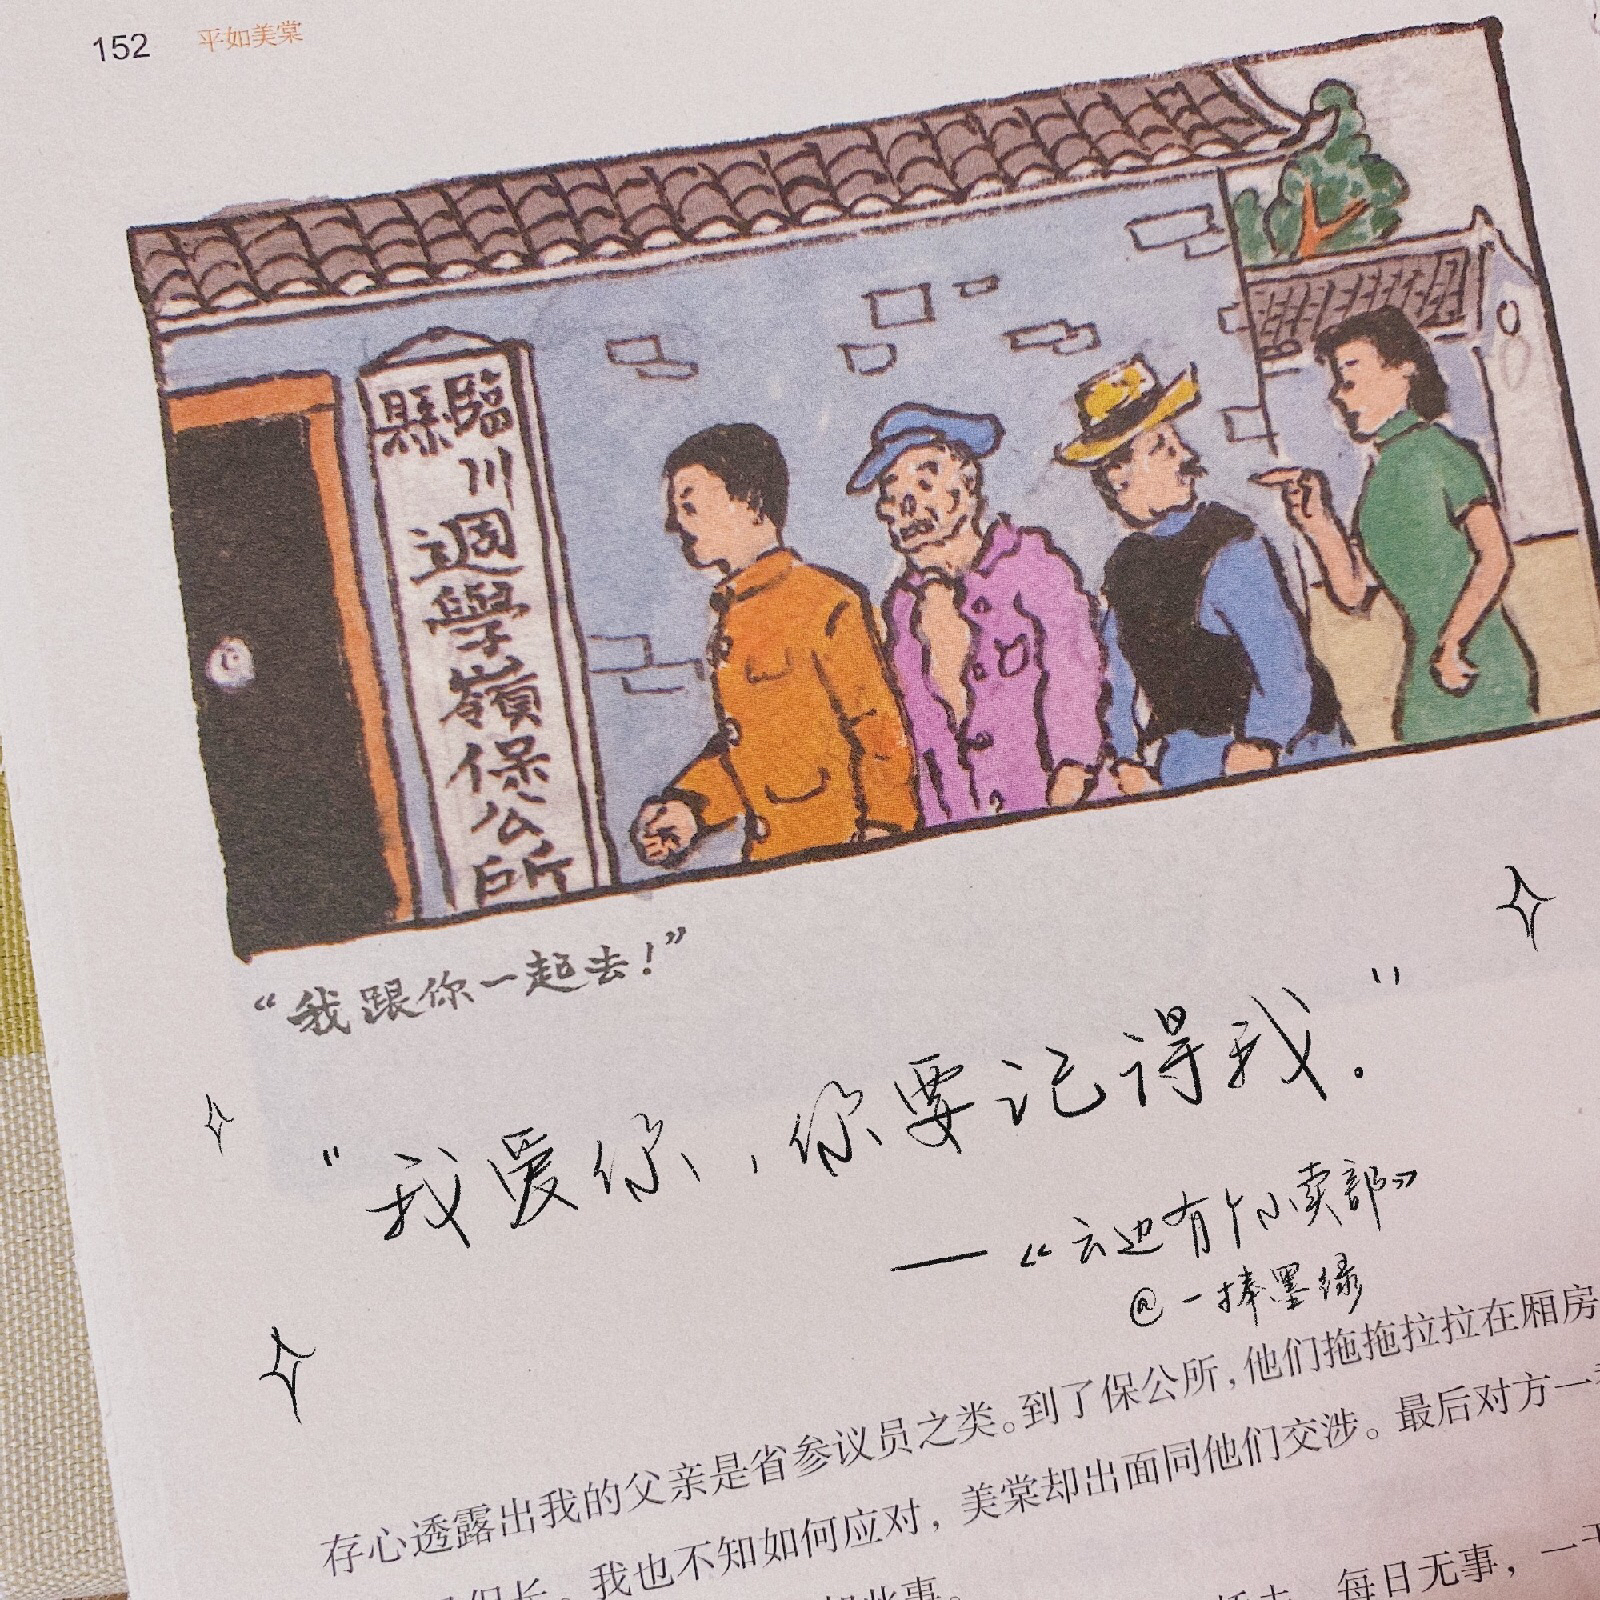 152 平如美棠
臨川縣
週學嶺保公所
“我跟你一起去！”
“我爱你，你要记得我．”
—《云边有个小卖部》
@一捧墨绿
存心透露出我的父亲是省参议员之类。到了保公所，他们拖拖拉拉在厢房
保长。我也不知如何应对，美棠却出面同他们交涉。最后对方一
些事。
每日无事，一